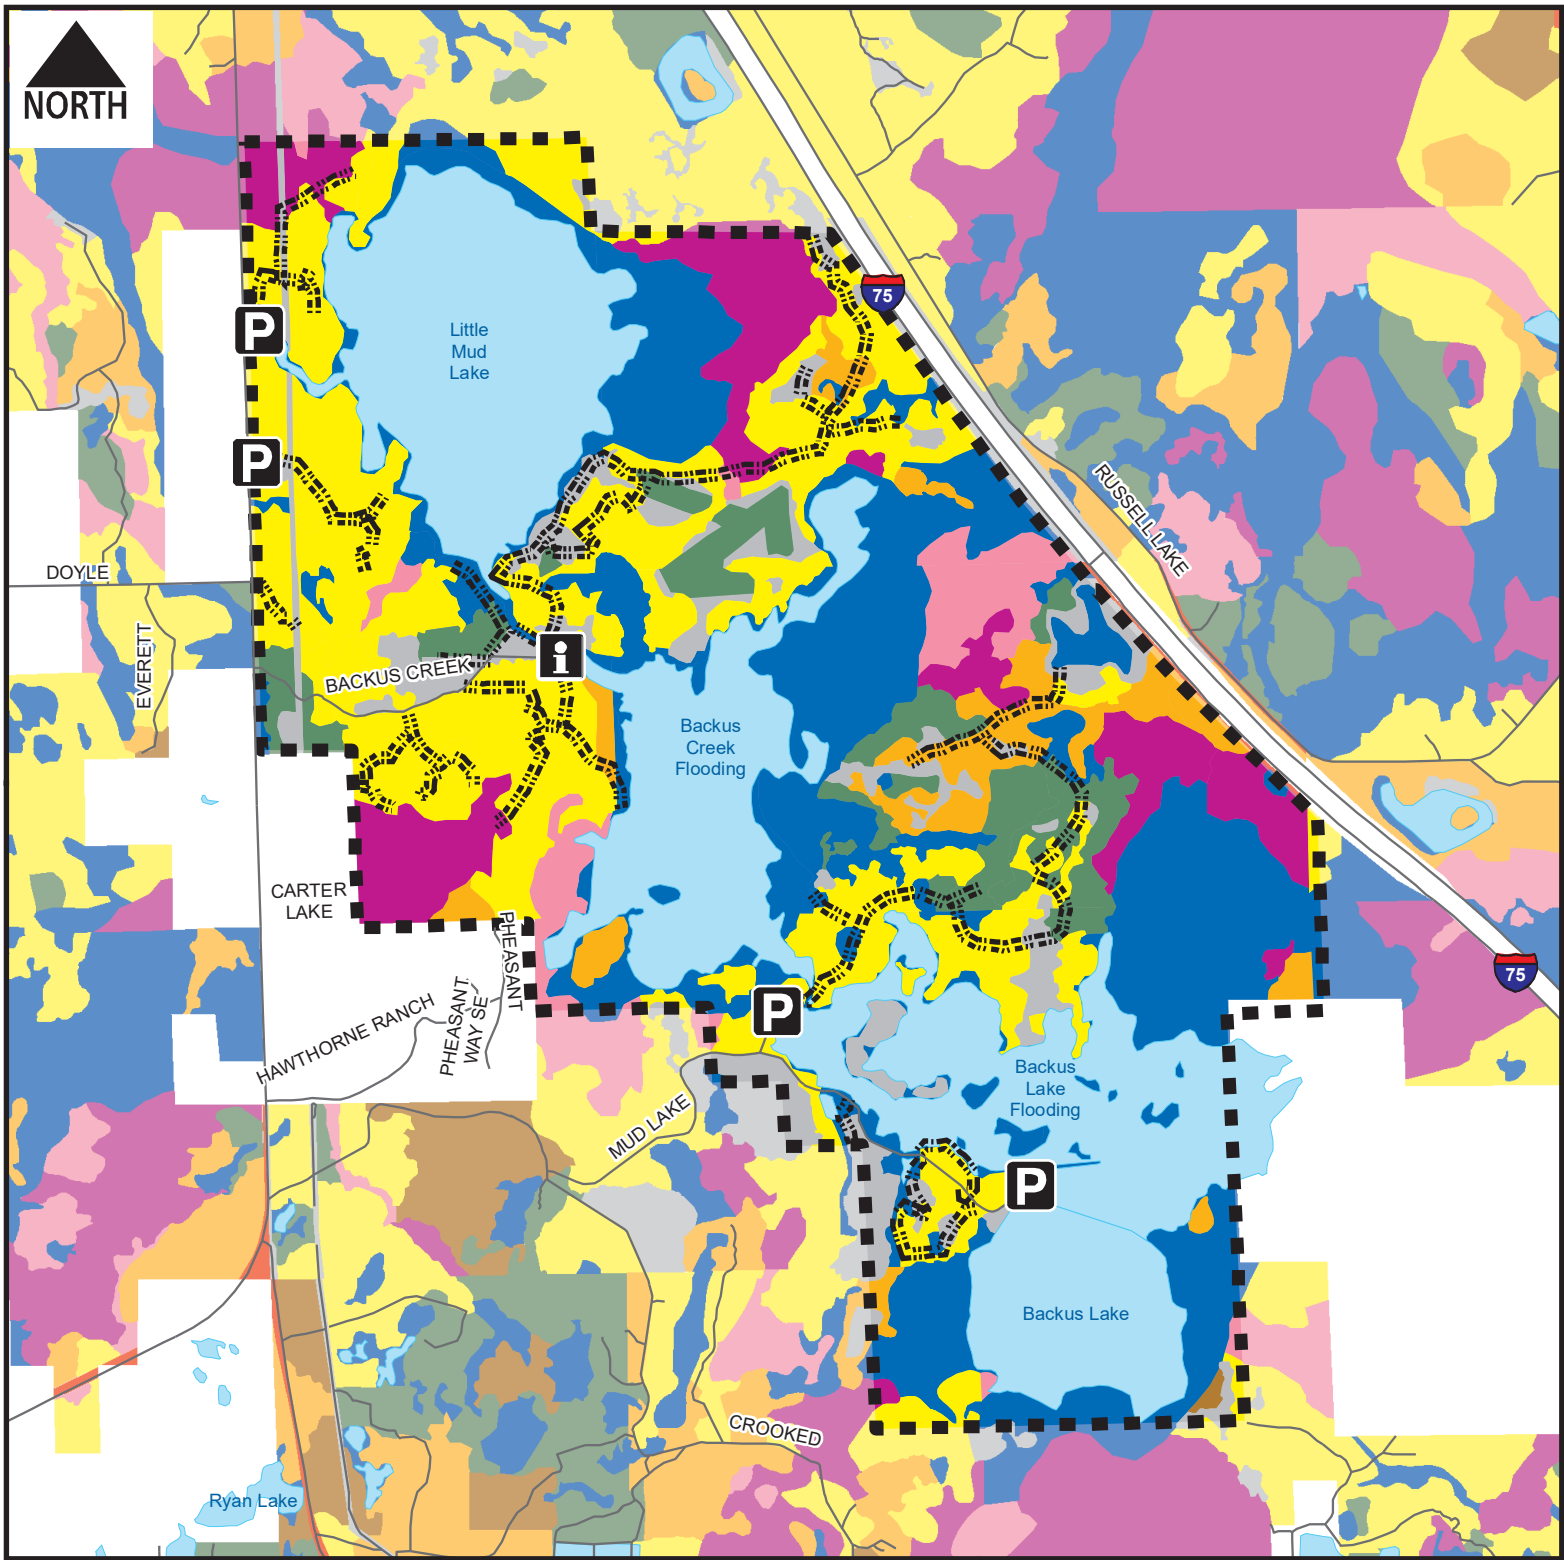 NORTH
75
P
Little
Mud
Lake
P
RUSSELL LAKE
DOYLE
EVERETT
i
BACKUS CREEK
Backus
Creek
Flooding
CARTER
LAKE
PHEASANT
75
PHEASANT
WAY SE
HAWTHORNE RANCH
P
Backus
Lake
Flooding
MUD LAKE
P
Backus Lake
CROOKED
Ryan Lake